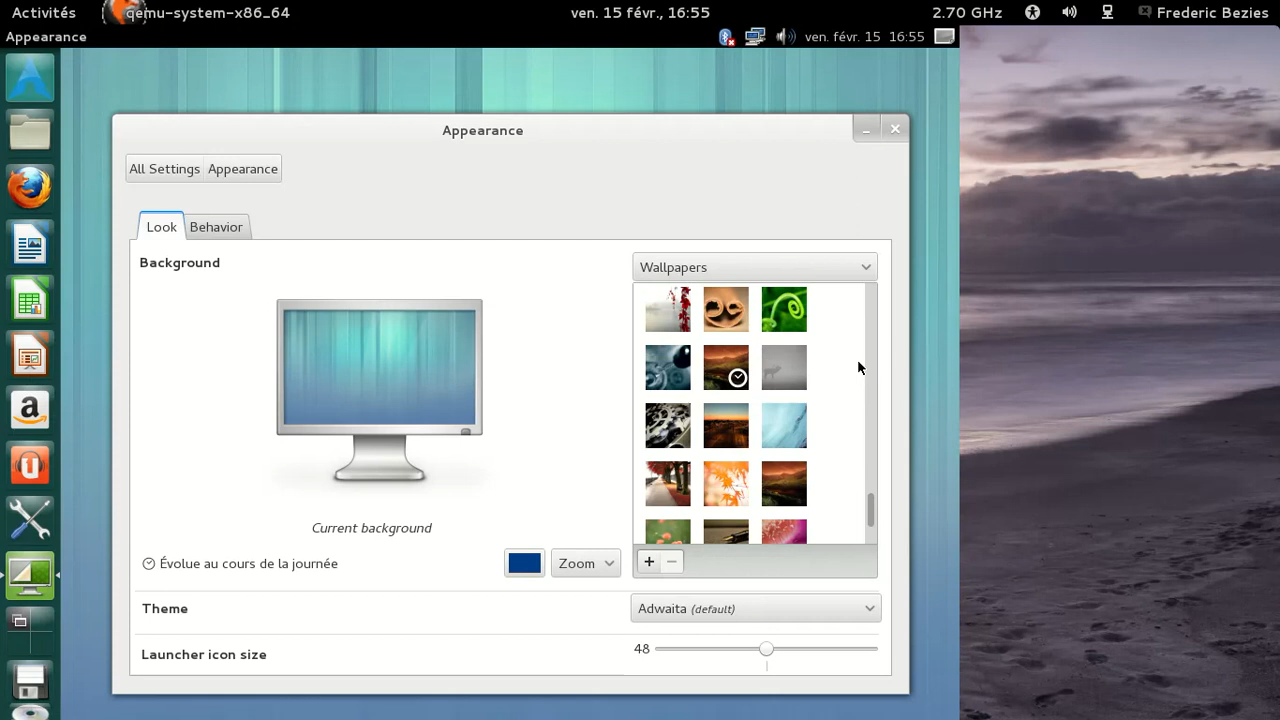 Activités qemu-system-x86_64 ven. 15 févr., 16:55 2.70 GHz Frederic Bezies
Appearance ven. févr. 15 16:55
Appearance
All Settings Appearance
Look Behavior
Background
Wallpapers
Current background
Évolue au cours de la journée
Zoom
Theme
Adwaita (default)
Launcher icon size
48